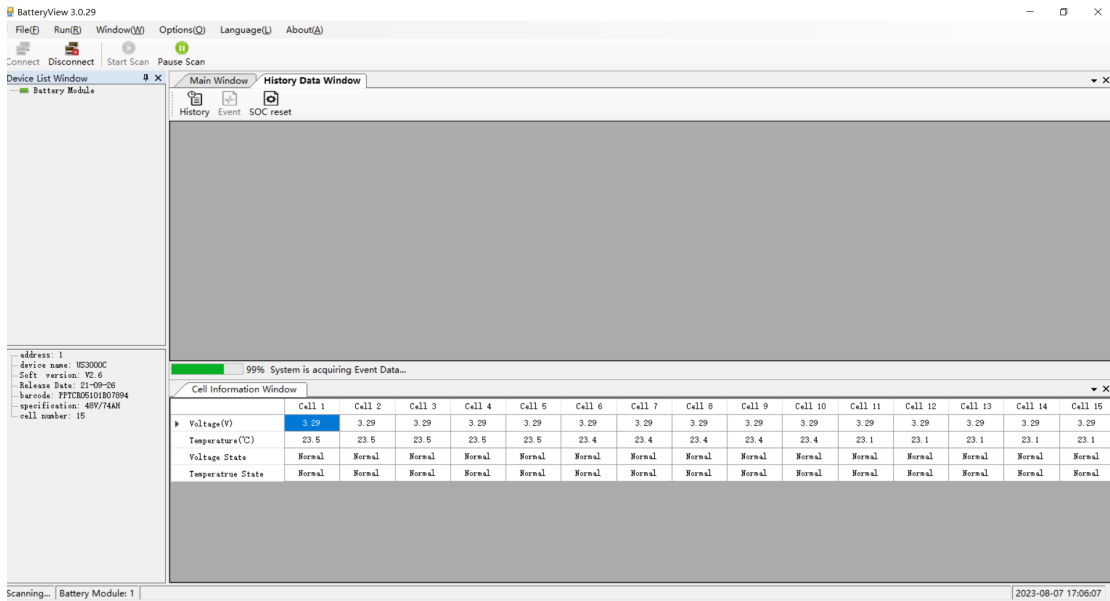 BatteryView 3.0.29
File(F) Run(R) Window(W) Options(O) Language(L) About(A)
Connect Disconnect Start Scan Pause Scan
Device List Window
Battery Module
Main Window History Data Window
History Event SOC reset
address: 1
device name: US3000C
Soft version: V2.6
Release Date: 21-09-26
barcode: PPTCR05101B07894
specification: 48V/74AH
cell number: 15
99% System is acquiring Event Data...
Cell Information Window
Cell 1 Cell 2 Cell 3 Cell 4 Cell 5 Cell 6 Cell 7 Cell 8 Cell 9 Cell 10 Cell 11 Cell 12 Cell 13 Cell 14 Cell 15
Voltage(V) 3.29 3.29 3.29 3.29 3.29 3.29 3.29 3.29 3.29 3.29 3.29 3.29 3.29 3.29 3.29
Temperature(℃) 23.5 23.5 23.5 23.5 23.5 23.4 23.4 23.4 23.4 23.4 23.1 23.1 23.1 23.1 23.1
Voltage State Normal Normal Normal Normal Normal Normal Normal Normal Normal Normal Normal Normal Normal Normal Normal
Temperatrue State Normal Normal Normal Normal Normal Normal Normal Normal Normal Normal Normal Normal Normal Normal Normal
Scanning... Battery Module: 1 2023-08-07 17:06:07